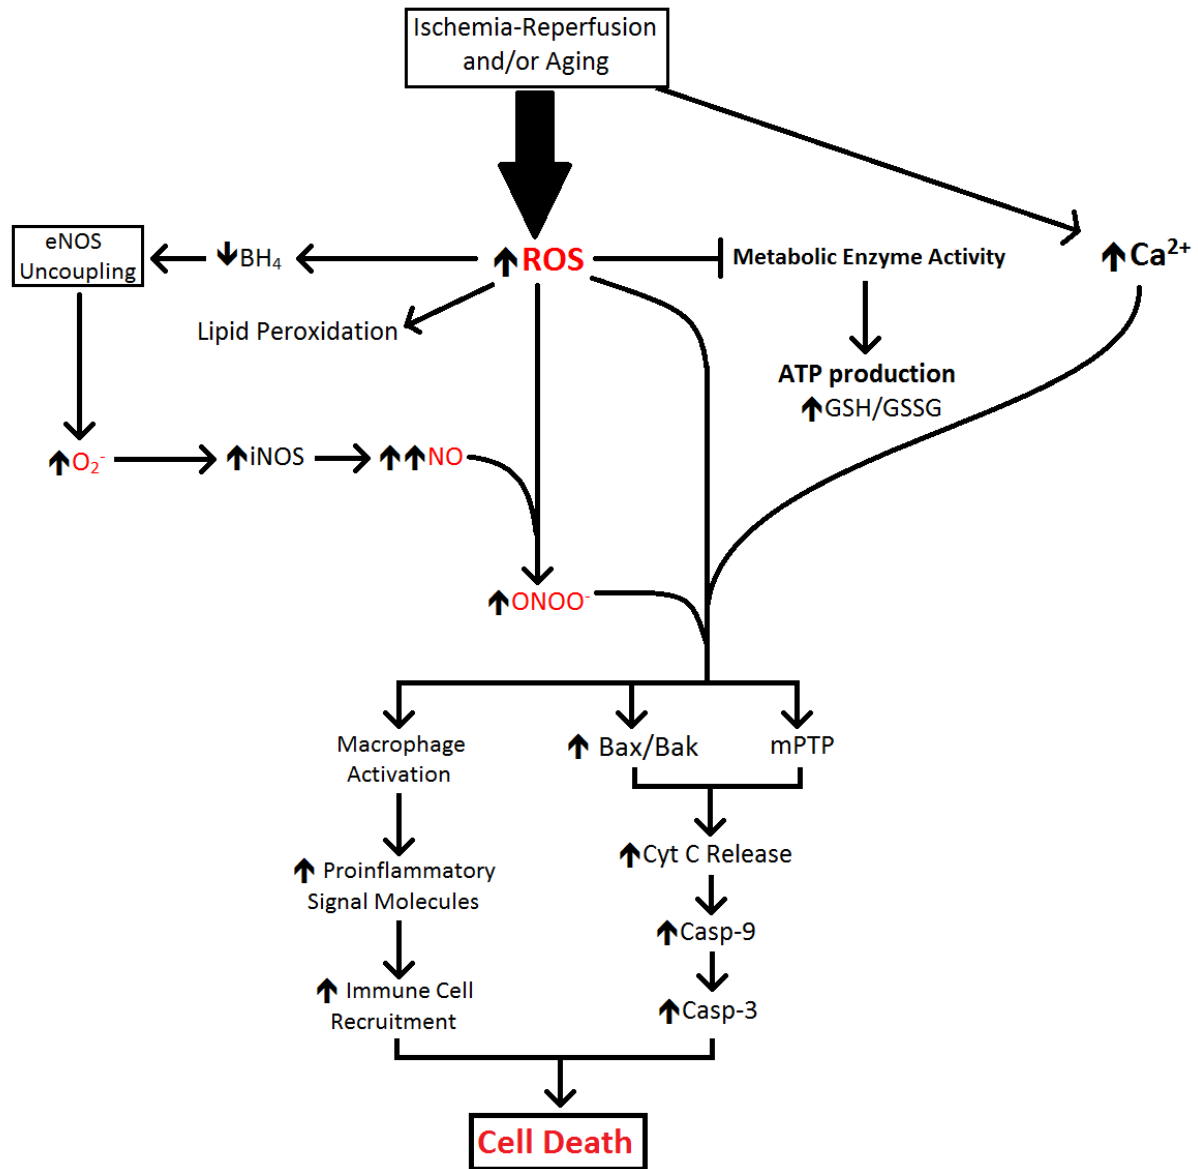 Ischemia-Reperfusion
and/or Aging
eNOS
Uncoupling
↓BH₄
↑ROS
Metabolic Enzyme Activity
↑Ca²⁺
Lipid Peroxidation
ATP production
↑GSH/GSSG
↑O₂⁻
↑iNOS
↑↑NO
↑ONOO⁻
Macrophage
Activation
↑ Bax/Bak
mPTP
↑ Proinflammatory
Signal Molecules
↑Cyt C Release
↑Casp-9
↑ Immune Cell
Recruitment
↑Casp-3
Cell Death